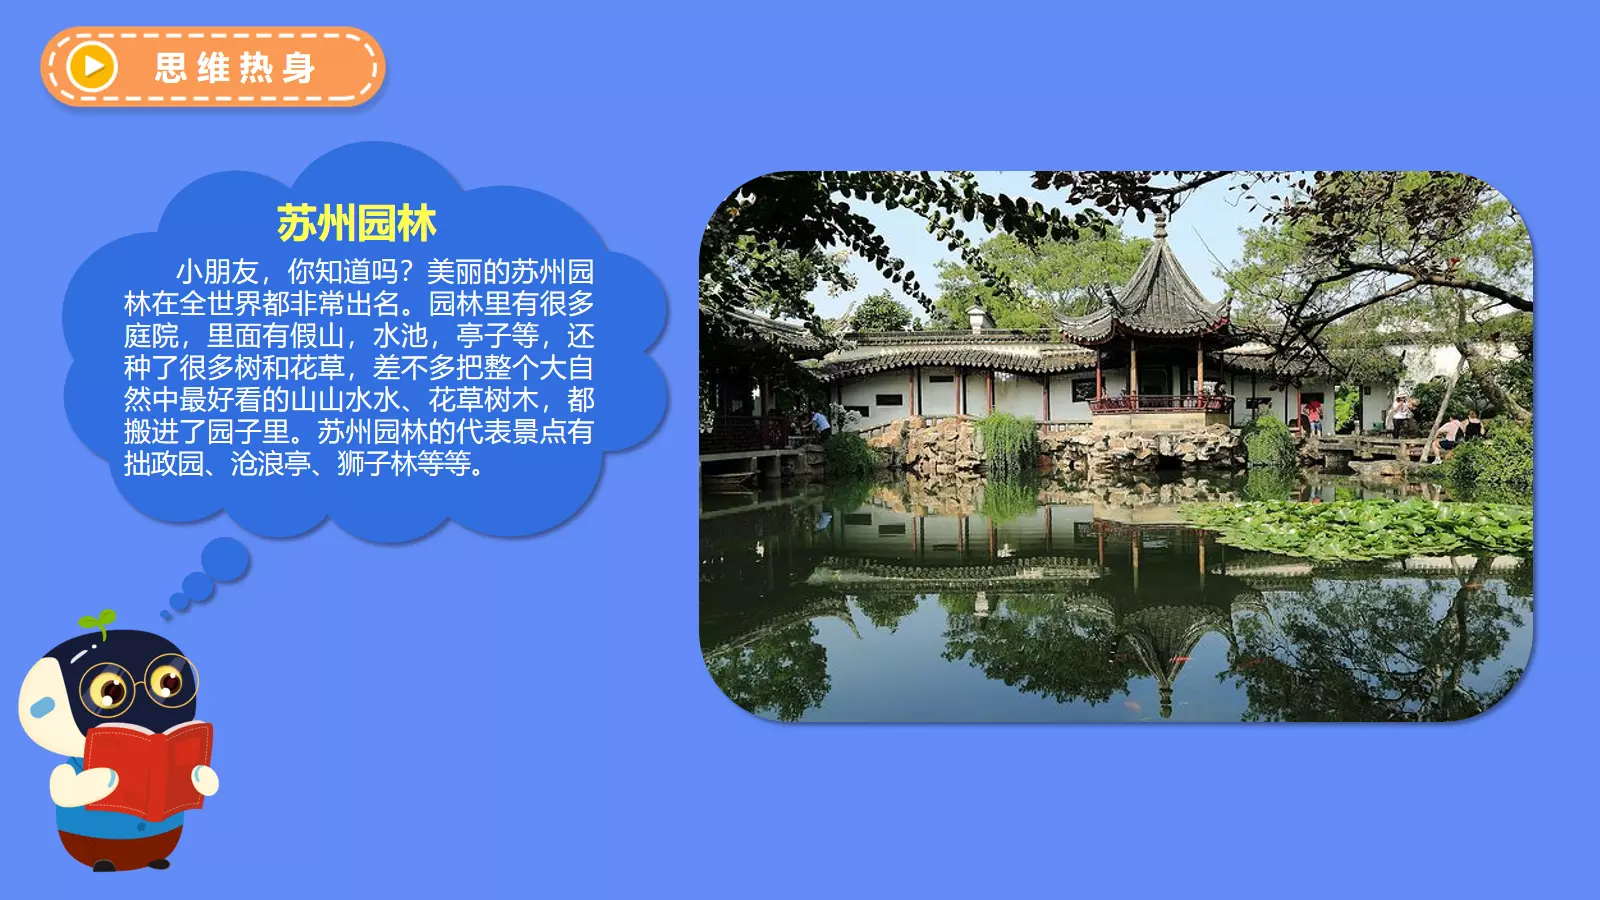 思维热身
苏州园林
小朋友，你知道吗？美丽的苏州园
林在全世界都非常出名。园林里有很多
庭院，里面有假山，水池，亭子等，还
种了很多树和花草，差不多把整个大自
然中最好看的山山水水、花草树木，都
搬进了园子里。苏州园林的代表景点有
拙政园、沧浪亭、狮子林等等。